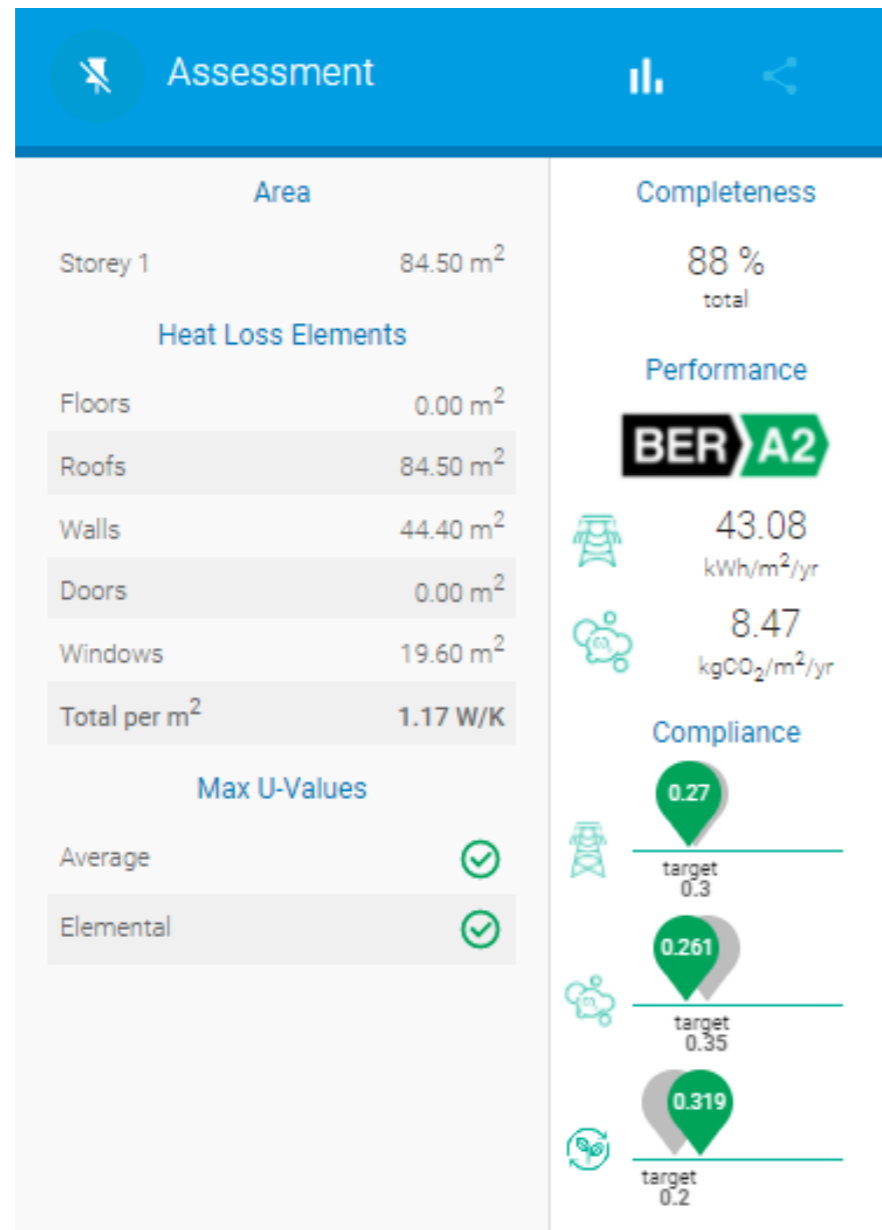 Assessment
Area
Storey 1 84.50 m²
Heat Loss Elements
Floors 0.00 m²
Roofs 84.50 m²
Walls 44.40 m²
Doors 0.00 m²
Windows 19.60 m²
Total per m² 1.17 W/K
Max U-Values
Average
Elemental
Completeness
88 %
total
Performance
BER A2
43.08
kWh/m²/yr
8.47
kgCO₂/m²/yr
Compliance
0.27
target
0.3
0.261
target
0.35
0.319
target
0.2